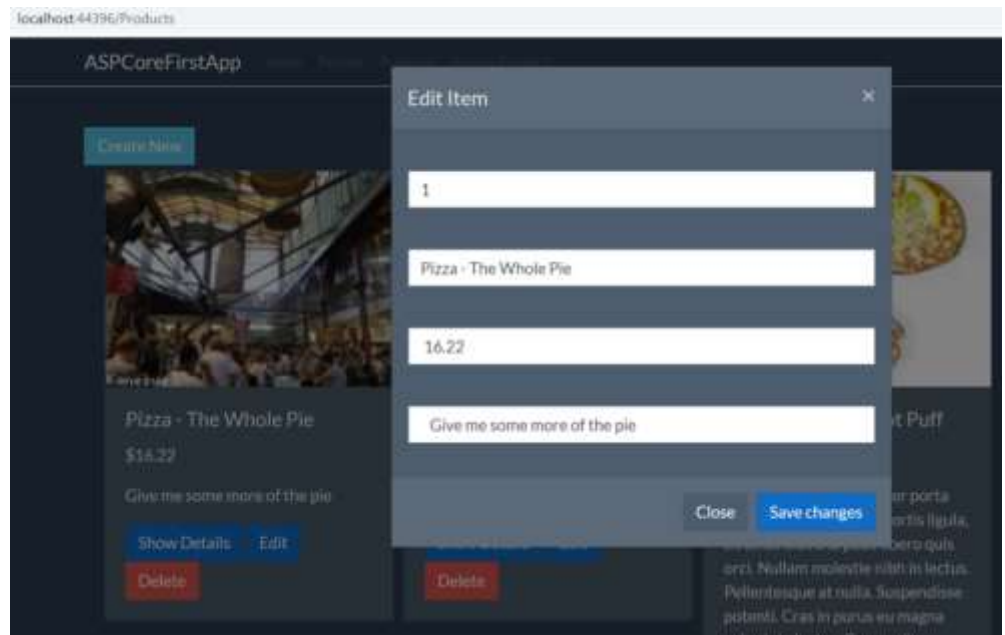 localhost:44396/Products
ASPCoreFirstApp
Edit Item
×
Create New
1
Pizza - The Whole Pie
16.22
Give me some more of the pie
Pizza - The Whole Pie
$16.22
Give me some more of the pie
Show Details Edit
Delete
Delete
Puff
porta
ligula,
quis
orci. Nullam molestie nibh in lectus.
Pellentesque at nulla. Suspendisse
potenti. Cras in purus eu magna
Close Save changes